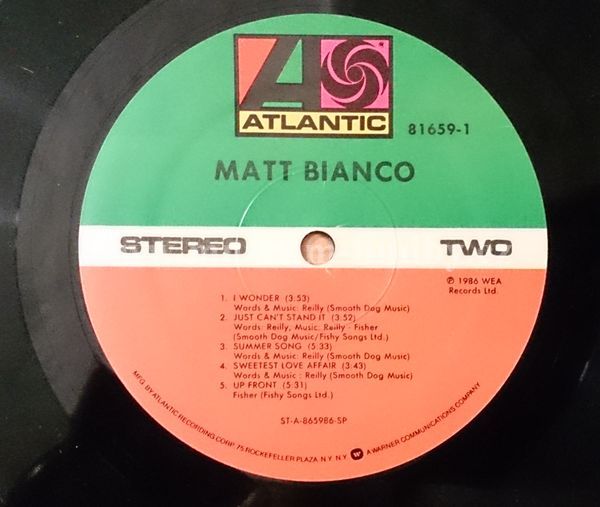 ATLANTIC
81659-1
MATT BIANCO
STEREO
TWO
℗ 1986 WEA
Records Ltd.
1. I WONDER (3:53)
Words & Music: Reilly (Smooth Dog Music)
2. JUST CAN'T STAND IT (3:52)
Words: Reilly, Music: Reilly - Fisher
(Smooth Dog Music/Fishy Songs Ltd.)
3. SUMMER SONG (5:33)
Words & Music: Reilly (Smooth Dog Music)
4. SWEETEST LOVE AFFAIR (3:43)
Words & Music : Reilly (Smooth Dog Music)
5. UP FRONT (5:31)
Fisher (Fishy Songs Ltd.)
ST-A-865986-SP
MFG. BY ATLANTIC RECORDING CORP. 75 ROCKEFELLER PLAZA N.Y. N.Y. A WARNER COMMUNICATIONS COMPANY